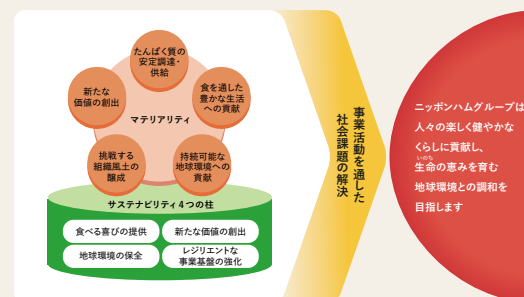 たんぱく質の
安定調達・
供給
新たな
価値の創出
食を通した
豊かな生活
への貢献
マテリアリティ
挑戦する
組織風土の
醸成
持続可能な
地球環境への
貢献
サステナビリティ4つの柱
食べる喜びの提供
新たな価値の創出
地球環境の保全
レジリエントな
事業基盤の強化
事業活動を通した
社会課題の解決
ニッポンハムグループは
人々の楽しく健やかな
くらしに貢献し、
いのち
生命の恵みを育む
地球環境との調和を
目指します